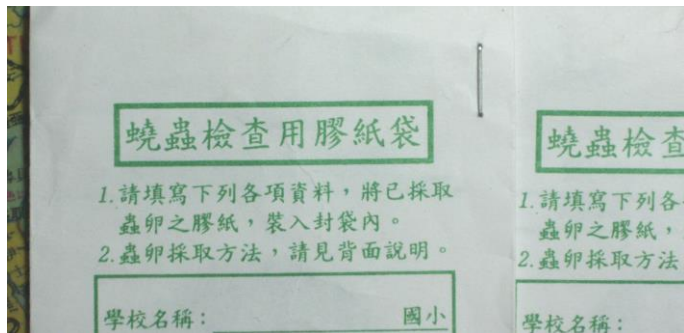 蟯蟲檢查用膠紙袋
1.請填寫下列各項資料，將已採取
蟲卵之膠紙，裝入封袋內。
2.蟲卵採取方法，請見背面說明。
學校名稱： 國小
蟯蟲檢查
1.請填寫下列各
蟲卵之膠紙，
2.蟲卵採取方法
學校名稱：